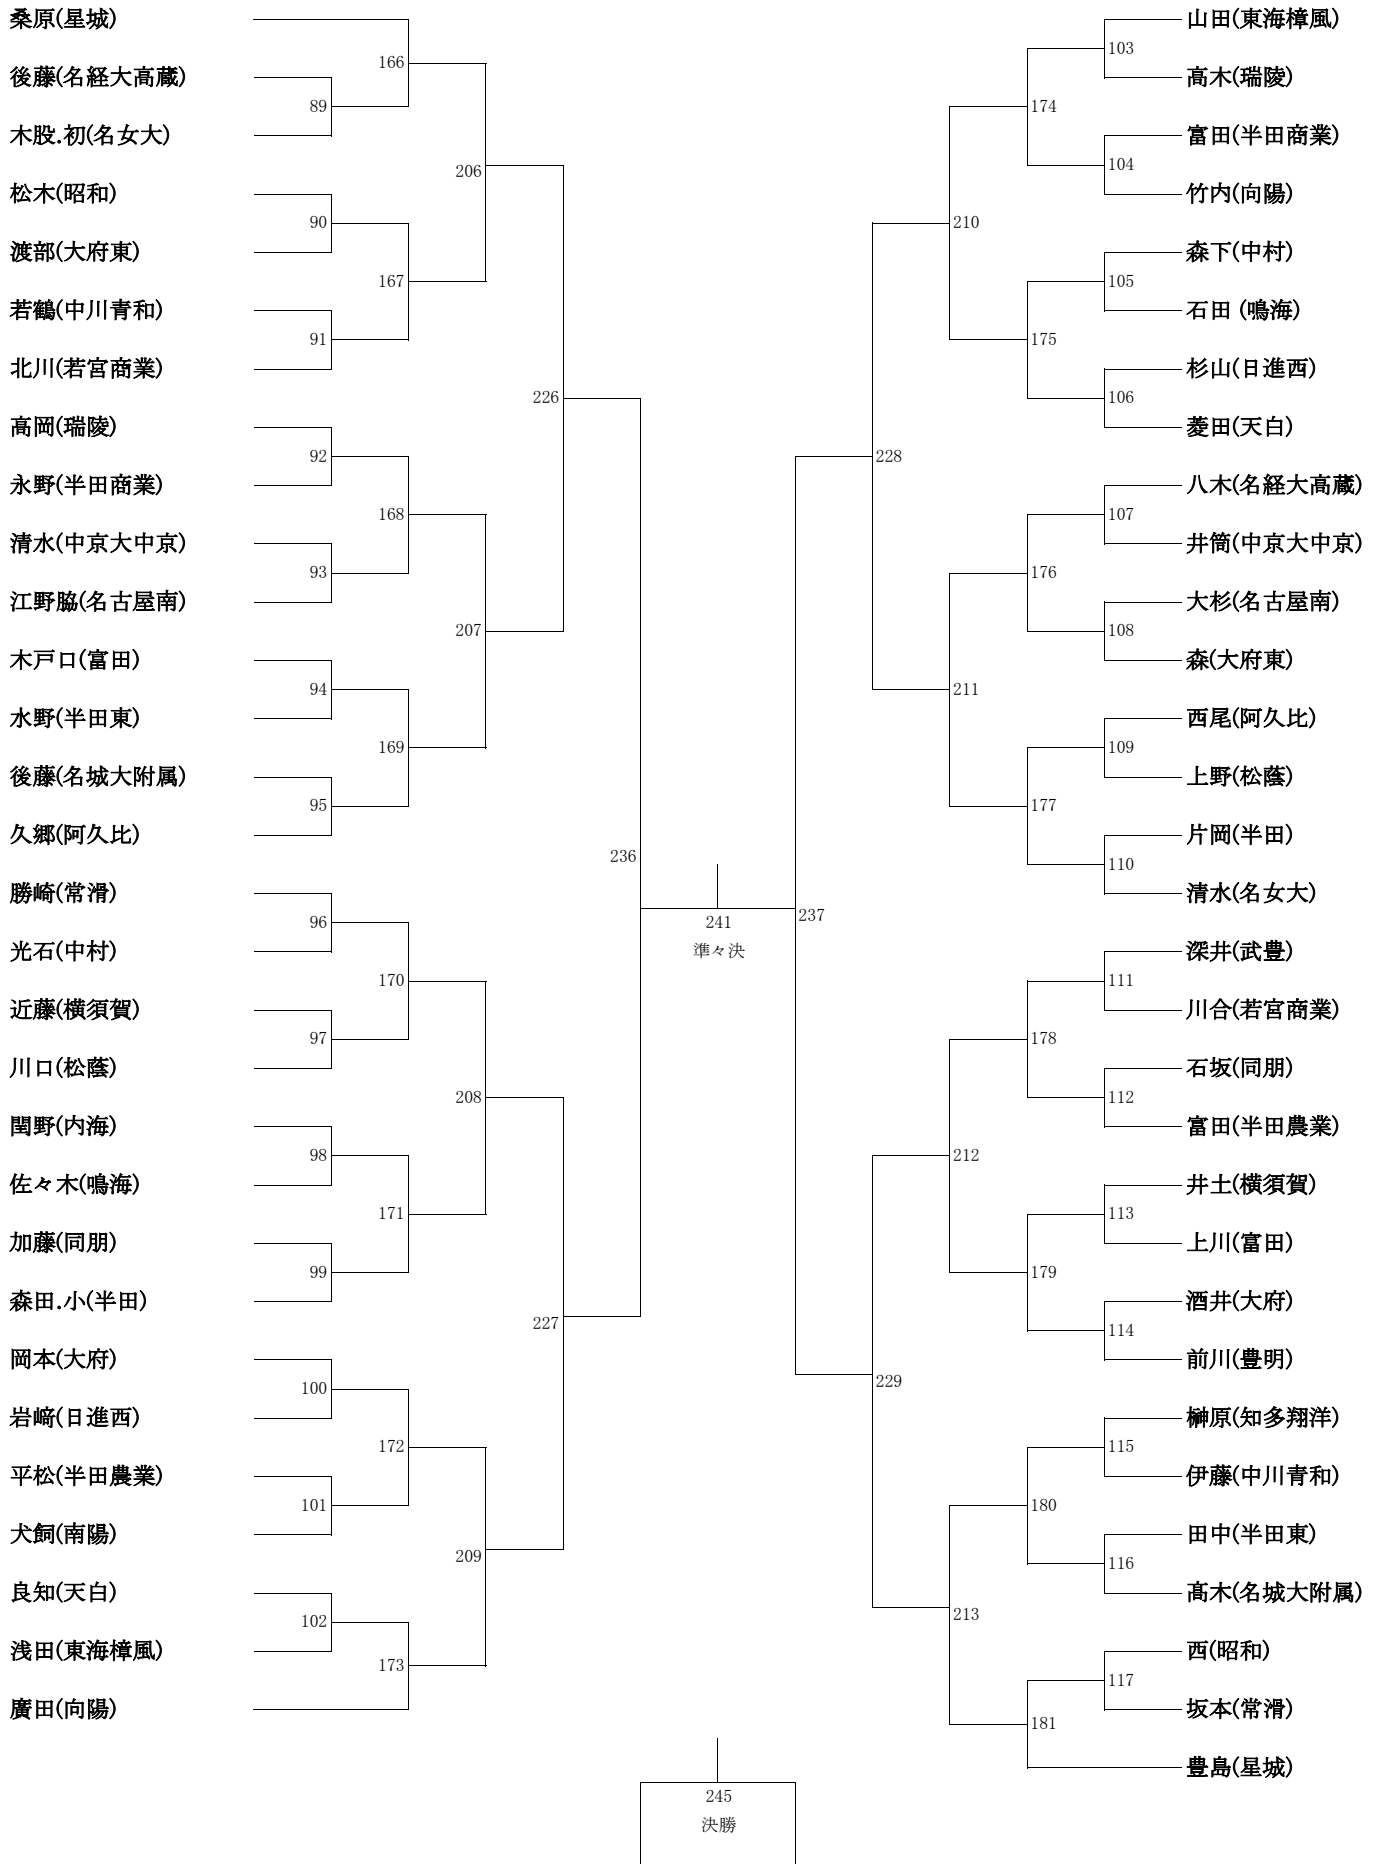 桑原(星城)
後藤(名経大高蔵)
木股.初(名女大)
松木(昭和)
渡部(大府東)
若鶴(中川青和)
北川(若宮商業)
高岡(瑞陵)
永野(半田商業)
清水(中京大中京)
江野脇(名古屋南)
木戸口(富田)
水野(半田東)
後藤(名城大附属)
久郷(阿久比)
勝崎(常滑)
光石(中村)
近藤(横須賀)
川口(松蔭)
閏野(内海)
佐々木(鳴海)
加藤(同朋)
森田.小(半田)
岡本(大府)
岩﨑(日進西)
平松(半田農業)
犬飼(南陽)
良知(天白)
浅田(東海樟風)
廣田(向陽)
89
90
91
92
93
94
95
96
97
98
99
100
101
102
166
167
168
169
170
171
172
173
206
207
208
209
226
227
236
241
準々決
245
決勝
237
228
229
210
211
212
213
174
175
176
177
178
179
180
181
103
104
105
106
107
108
109
110
111
112
113
114
115
116
117
山田(東海樟風)
高木(瑞陵)
富田(半田商業)
竹内(向陽)
森下(中村)
石田 (鳴海)
杉山(日進西)
菱田(天白)
八木(名経大高蔵)
井筒(中京大中京)
大杉(名古屋南)
森(大府東)
西尾(阿久比)
上野(松蔭)
片岡(半田)
清水(名女大)
深井(武豊)
川合(若宮商業)
石坂(同朋)
富田(半田農業)
井土(横須賀)
上川(富田)
酒井(大府)
前川(豊明)
榊原(知多翔洋)
伊藤(中川青和)
田中(半田東)
髙木(名城大附属)
西(昭和)
坂本(常滑)
豊島(星城)